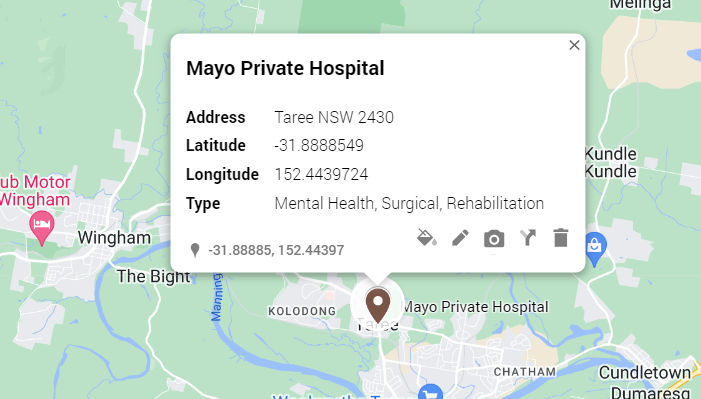 Melinga
Mayo Private Hospital
Address Taree NSW 2430
Latitude -31.8888549
Longitude 152.4439724
Type Mental Health, Surgical, Rehabilitation
-31.88885, 152.44397
Kundle
Kundle
ub Motor
Wingham
Wingham
The Bight
Manning
KOLODONG
Mayo Private Hospital
Taree
CHATHAM
Cundletown
Dumaresq